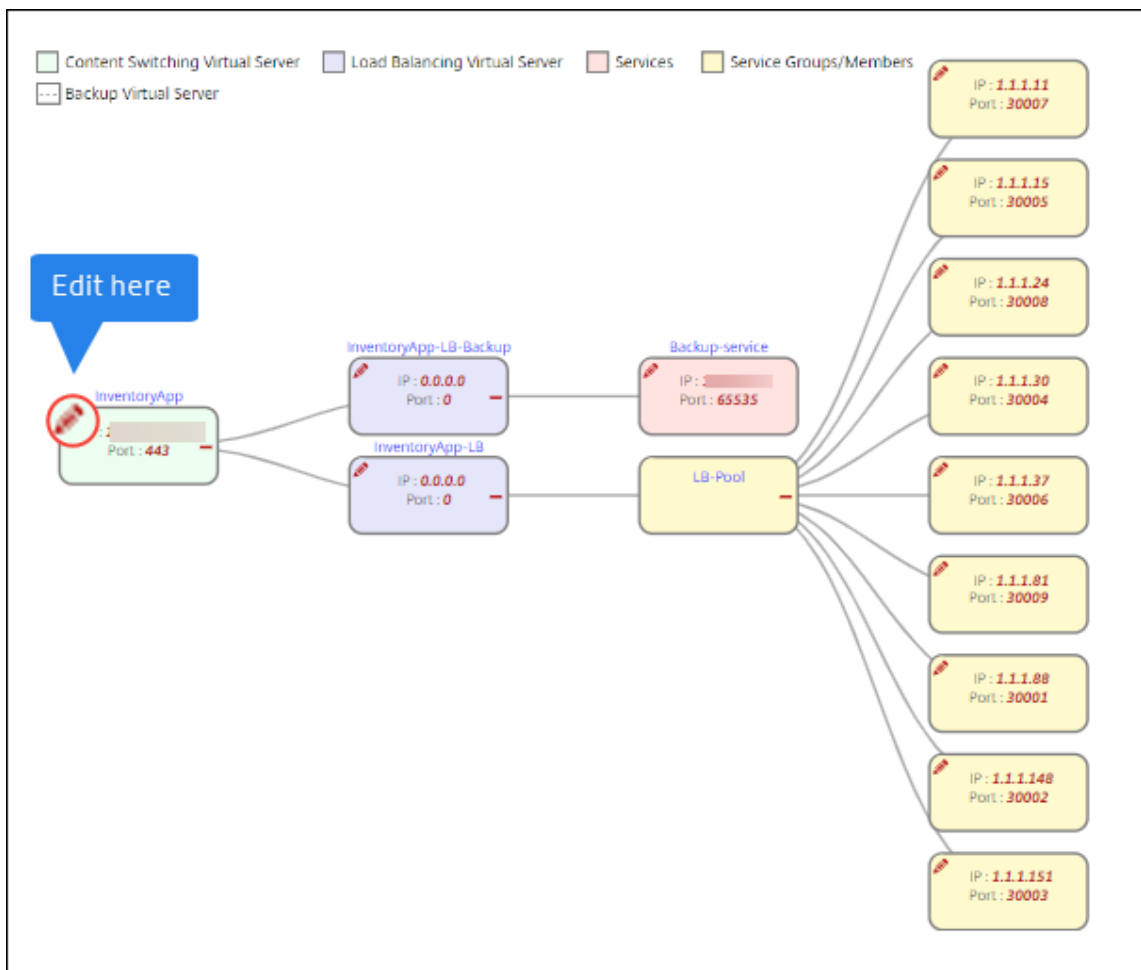 Content Switching Virtual Server
Load Balancing Virtual Server
Services
Service Groups/Members
Backup Virtual Server
Edit here
InventoryApp
Port : 443
InventoryApp-LB-Backup
IP : 0.0.0.0
Port : 0
InventoryApp-LB
IP : 0.0.0.0
Port : 0
Backup-service
IP :
Port : 65535
LB-Pool
IP : 1.1.1.11
Port : 30007
IP : 1.1.1.15
Port : 30005
IP : 1.1.1.24
Port : 30008
IP : 1.1.1.30
Port : 30004
IP : 1.1.1.37
Port : 30006
IP : 1.1.1.81
Port : 30009
IP : 1.1.1.88
Port : 30001
IP : 1.1.1.148
Port : 30002
IP : 1.1.1.151
Port : 30003